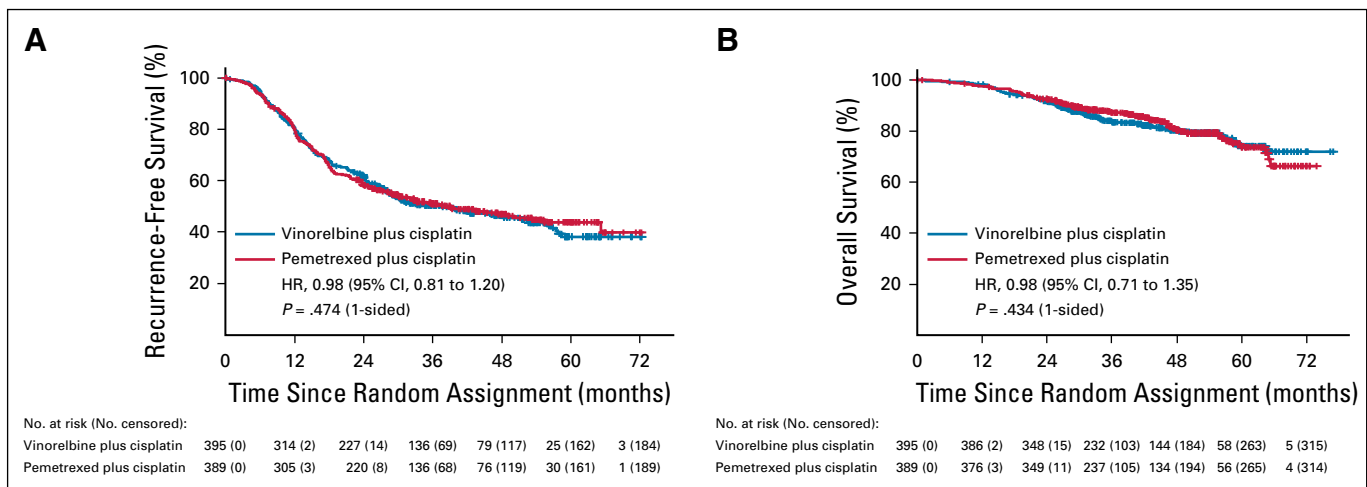 A
Recurrence-Free Survival (%)
100
80
60
40
20
Vinorelbine plus cisplatin
Pemetrexed plus cisplatin
HR, 0.98 (95% CI, 0.81 to 1.20)
P = .474 (1-sided)
0 12 24 36 48 60 72
Time Since Random Assignment (months)
No. at risk (No. censored):
Vinorelbine plus cisplatin 395 (0) 314 (2) 227 (14) 136 (69) 79 (117) 25 (162) 3 (184)
Pemetrexed plus cisplatin 389 (0) 305 (3) 220 (8) 136 (68) 76 (119) 30 (161) 1 (189)
B
Overall Survival (%)
100
80
60
40
20
Vinorelbine plus cisplatin
Pemetrexed plus cisplatin
HR, 0.98 (95% CI, 0.71 to 1.35)
P = .434 (1-sided)
0 12 24 36 48 60 72
Time Since Random Assignment (months)
No. at risk (No. censored):
Vinorelbine plus cisplatin 395 (0) 386 (2) 348 (15) 232 (103) 144 (184) 58 (263) 5 (315)
Pemetrexed plus cisplatin 389 (0) 376 (3) 349 (11) 237 (105) 134 (194) 56 (265) 4 (314)